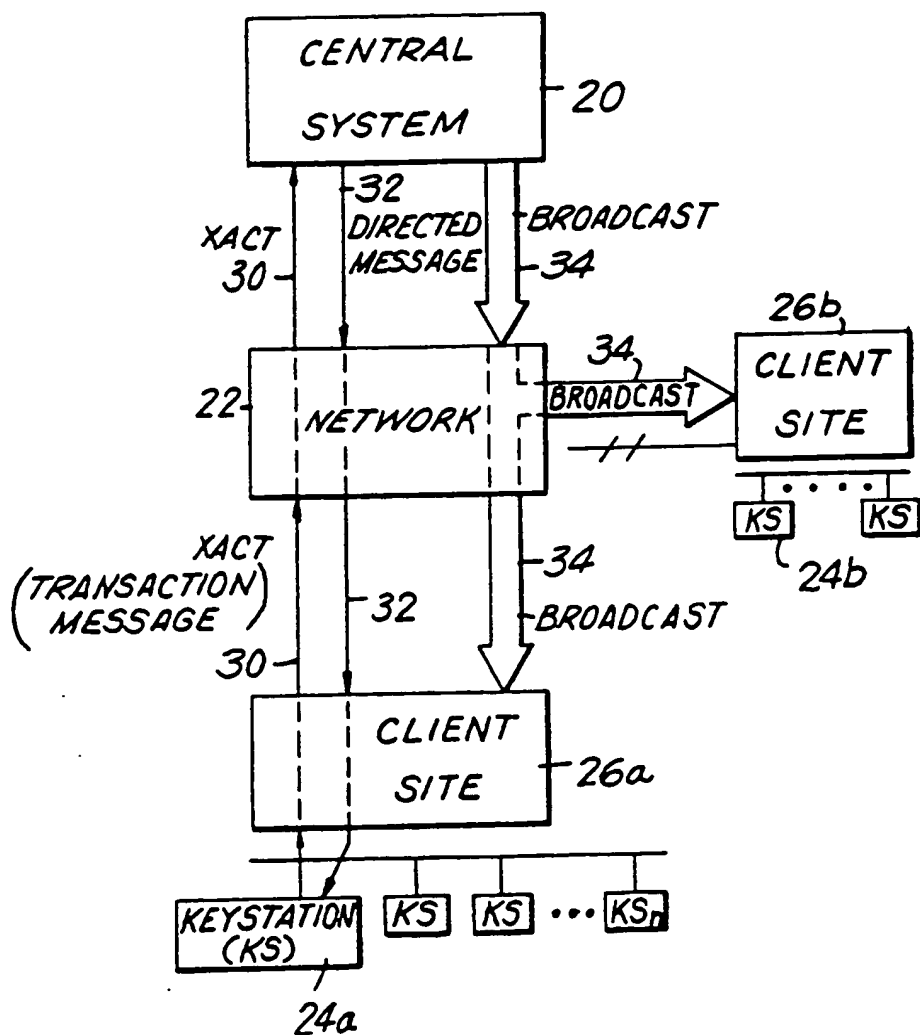 CENTRAL
SYSTEM
20
32
DIRECTED
MESSAGE
XACT
30
BROADCAST
34
26b
CLIENT
SITE
34
BROADCAST
22
NETWORK
KS
KS
24b
XACT
(TRANSACTION
MESSAGE)
30
32
34
BROADCAST
CLIENT
SITE
26a
KEYSTATION
(KS)
KS
KS
KSn
24a